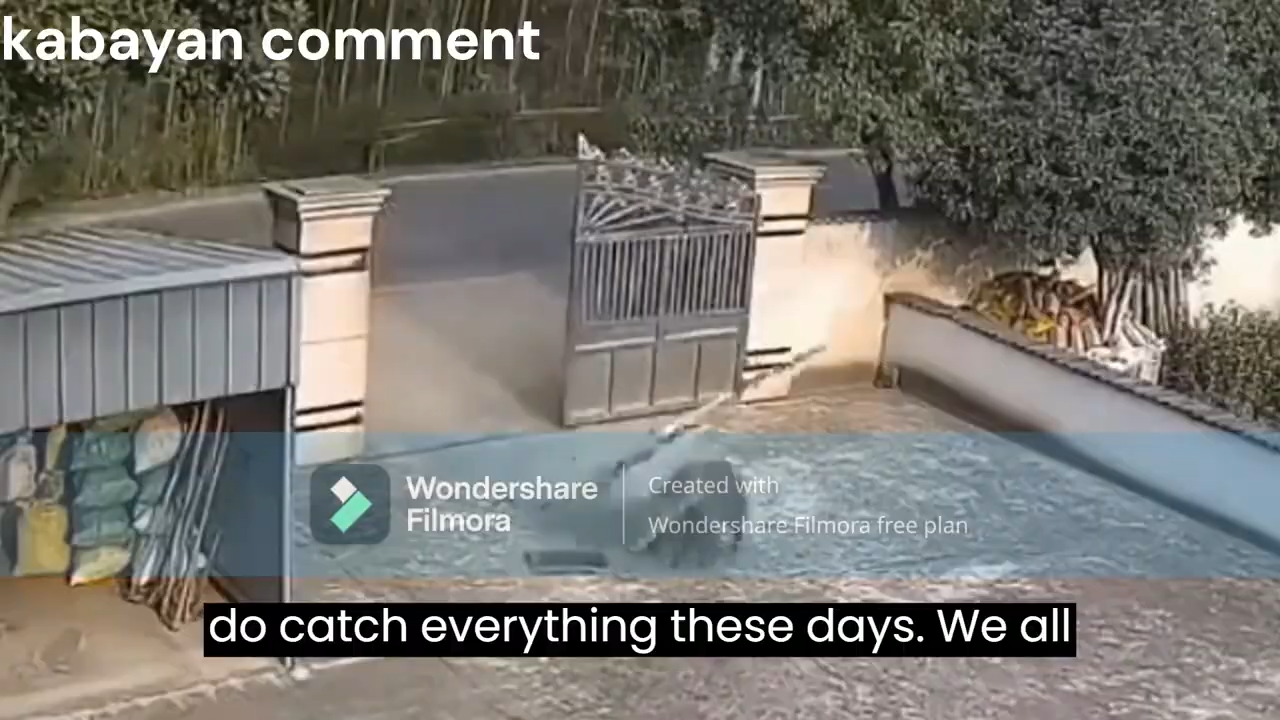 kabayan comment
Wondershare
Filmora
Created with
Wondershare Filmora free plan
do catch everything these days. We all